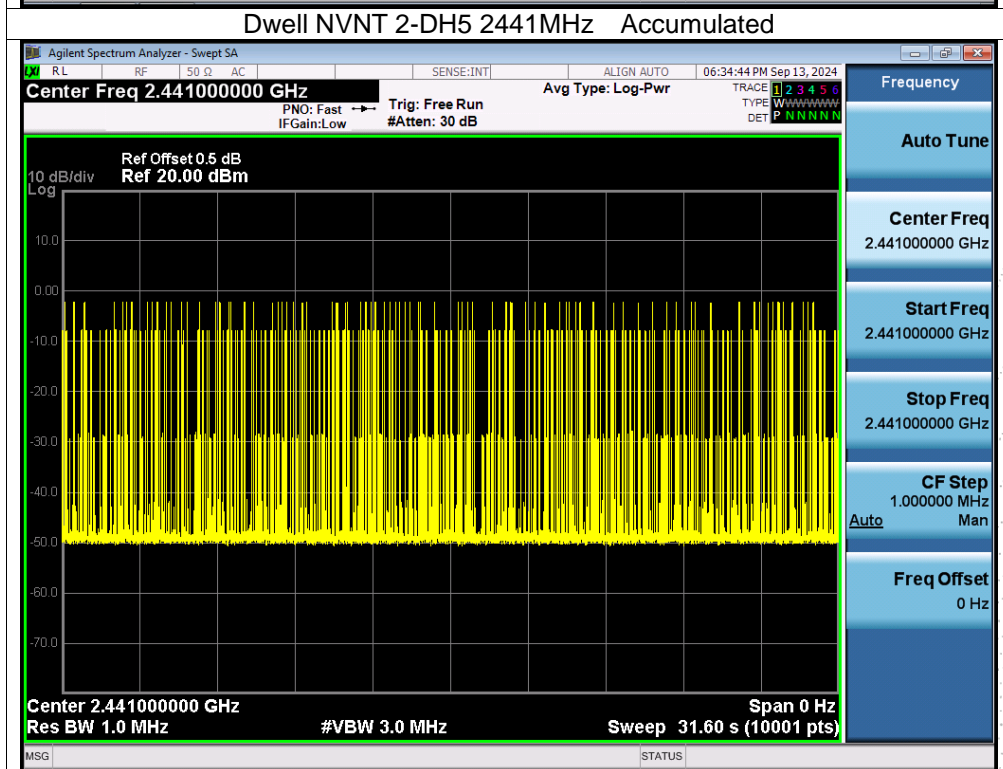 Dwell NVNT 2-DH5 2441MHz Accumulated
Agilent Spectrum Analyzer - Swept SA
LXI RL RF 50 Ω AC SENSE:INT ALIGN AUTO 06:34:44 PM Sep 13, 2024
Center Freq 2.441000000 GHz Avg Type: Log-Pwr TRACE 1 2 3 4 5 6
PNO: Fast Trig: Free Run TYPE WWWWWWW
IFGain:Low #Atten: 30 dB DET P N N N N N
Ref Offset 0.5 dB
10 dB/div Ref 20.00 dBm
Log
10.0
0.00
-10.0
-20.0
-30.0
-40.0
-50.0
-60.0
-70.0
Center 2.441000000 GHz Span 0 Hz
Res BW 1.0 MHz #VBW 3.0 MHz Sweep 31.60 s (10001 pts)
MSG STATUS
Frequency
Auto Tune
Center Freq
2.441000000 GHz
Start Freq
2.441000000 GHz
Stop Freq
2.441000000 GHz
CF Step
1.000000 MHz
Auto Man
Freq Offset
0 Hz